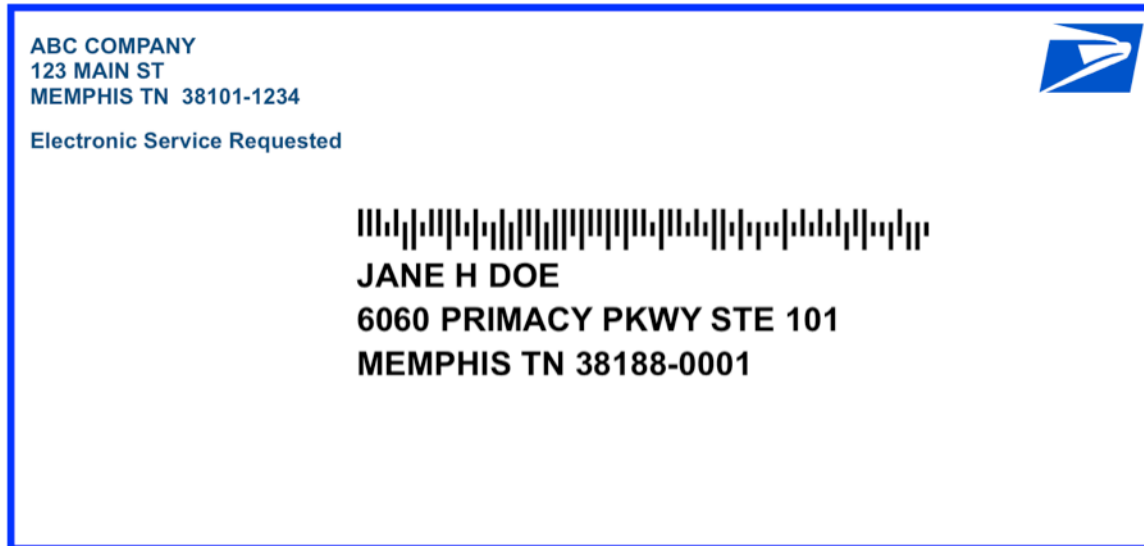 ABC COMPANY
123 MAIN ST
MEMPHIS TN  38101-1234
Electronic Service Requested
JANE H DOE
6060 PRIMACY PKWY STE 101
MEMPHIS TN 38188-0001